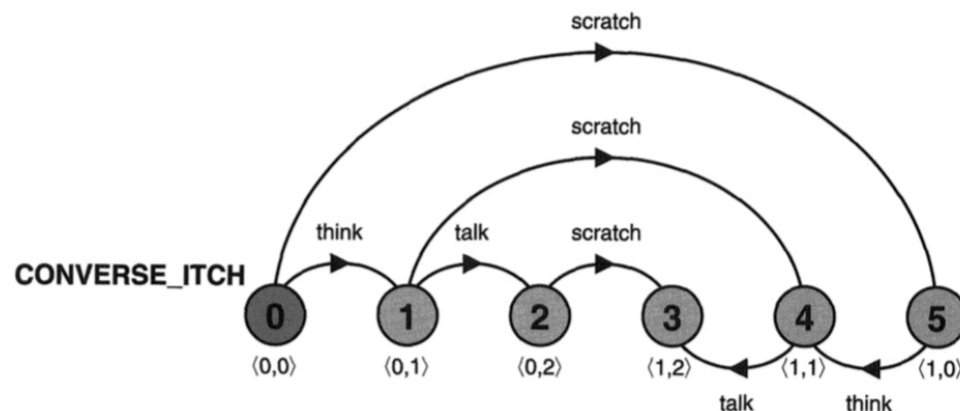 scratch
scratch
think talk scratch
CONVERSE_ITCH 0 1 2 3 4 5
⟨0,0⟩ ⟨0,1⟩ ⟨0,2⟩ ⟨1,2⟩ ⟨1,1⟩ ⟨1,0⟩
talk think